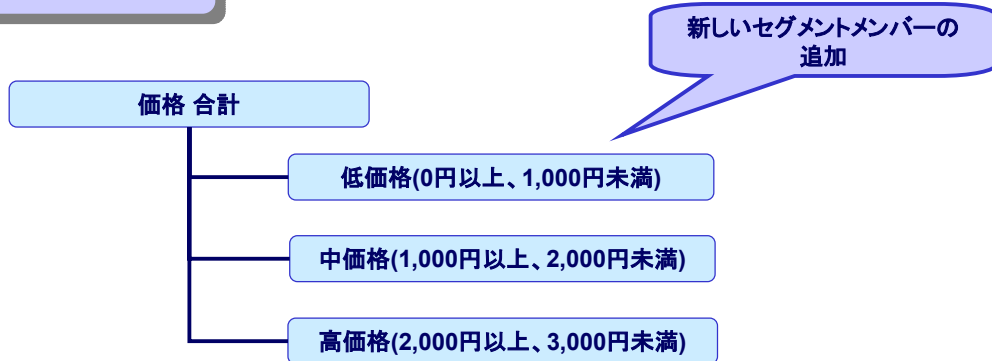 新しいセグメントメンバーの
追加
価格 合計
低価格(0円以上、1,000円未満)
中価格(1,000円以上、2,000円未満)
高価格(2,000円以上、3,000円未満)